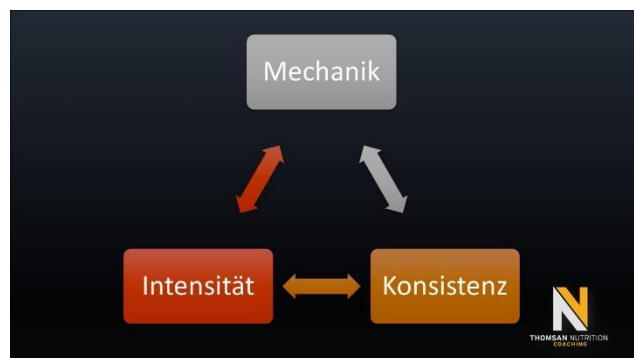 Mechanik
Intensität
Konsistenz
THOMSAN NUTRITION
COACHING